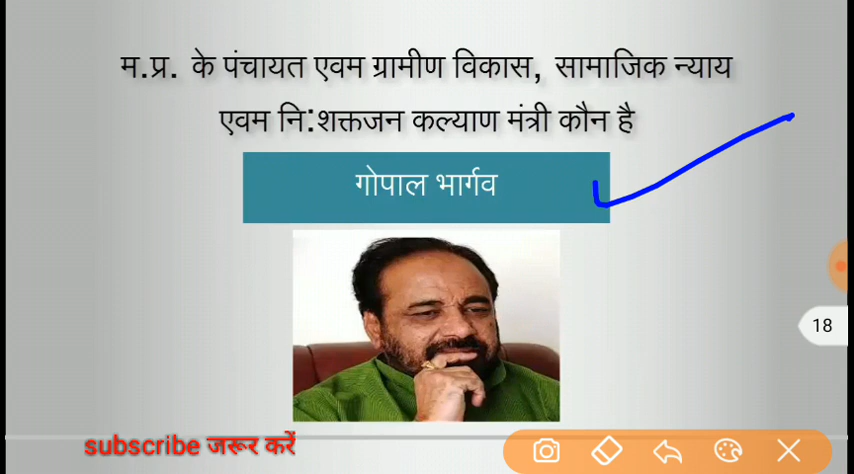 म.प्र. के पंचायत एवम ग्रामीण विकास, सामाजिक न्याय
एवम नि:शक्तजन कल्याण मंत्री कौन है
गोपाल भार्गव
18
subscribe जरूर करें